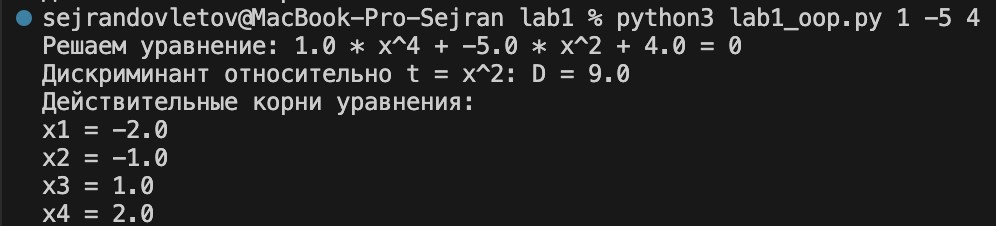 sejrandovletov@MacBook-Pro-Sejran lab1 % python3 lab1_oop.py 1 -5 4
Решаем уравнение: 1.0 * x^4 + -5.0 * x^2 + 4.0 = 0
Дискриминант относительно t = x^2: D = 9.0
Действительные корни уравнения:
x1 = -2.0
x2 = -1.0
x3 = 1.0
x4 = 2.0